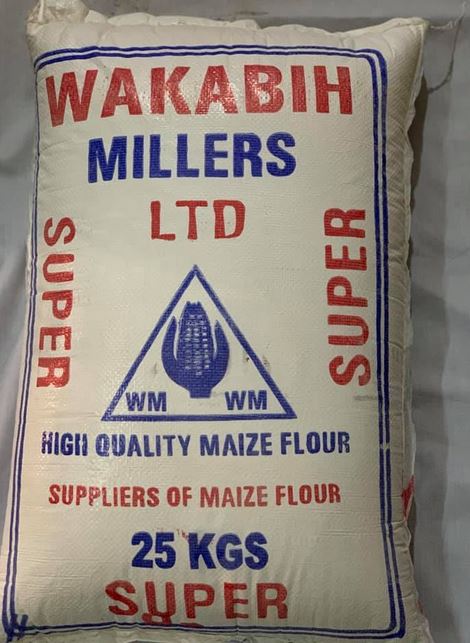 WAKABIH
MILLERS
LTD
SUPER
SUPER
WM WM
HIGH QUALITY MAIZE FLOUR
SUPPLIERS OF MAIZE FLOUR
25 KGS
SUPER